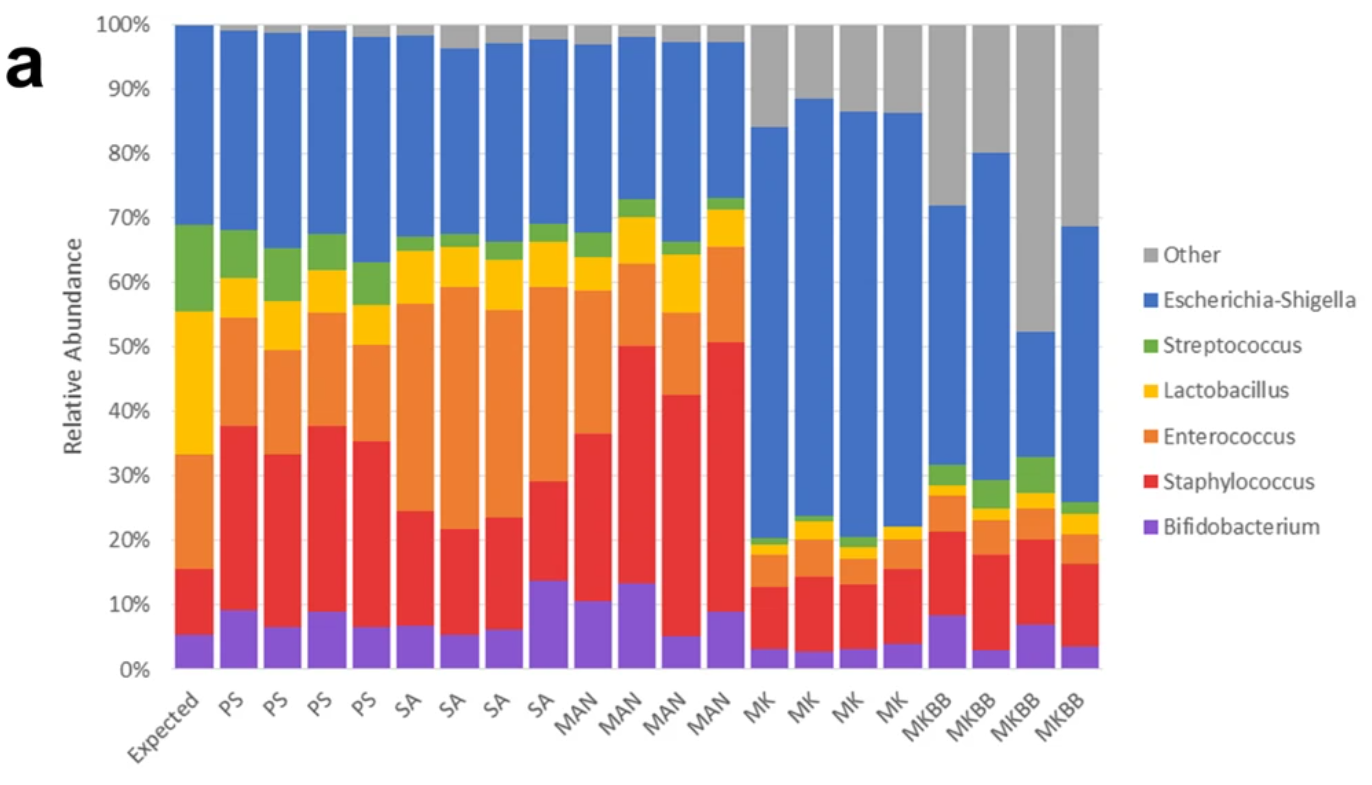 a
Relative Abundance
100%
90%
80%
70%
60%
50%
40%
30%
20%
10%
0%
Expected
PS
PS
PS
PS
SA
SA
SA
SA
MAN
MAN
MAN
MAN
MK
MK
MK
MK
MKBB
MKBB
MKBB
MKBB
Other
Escherichia-Shigella
Streptococcus
Lactobacillus
Enterococcus
Staphylococcus
Bifidobacterium